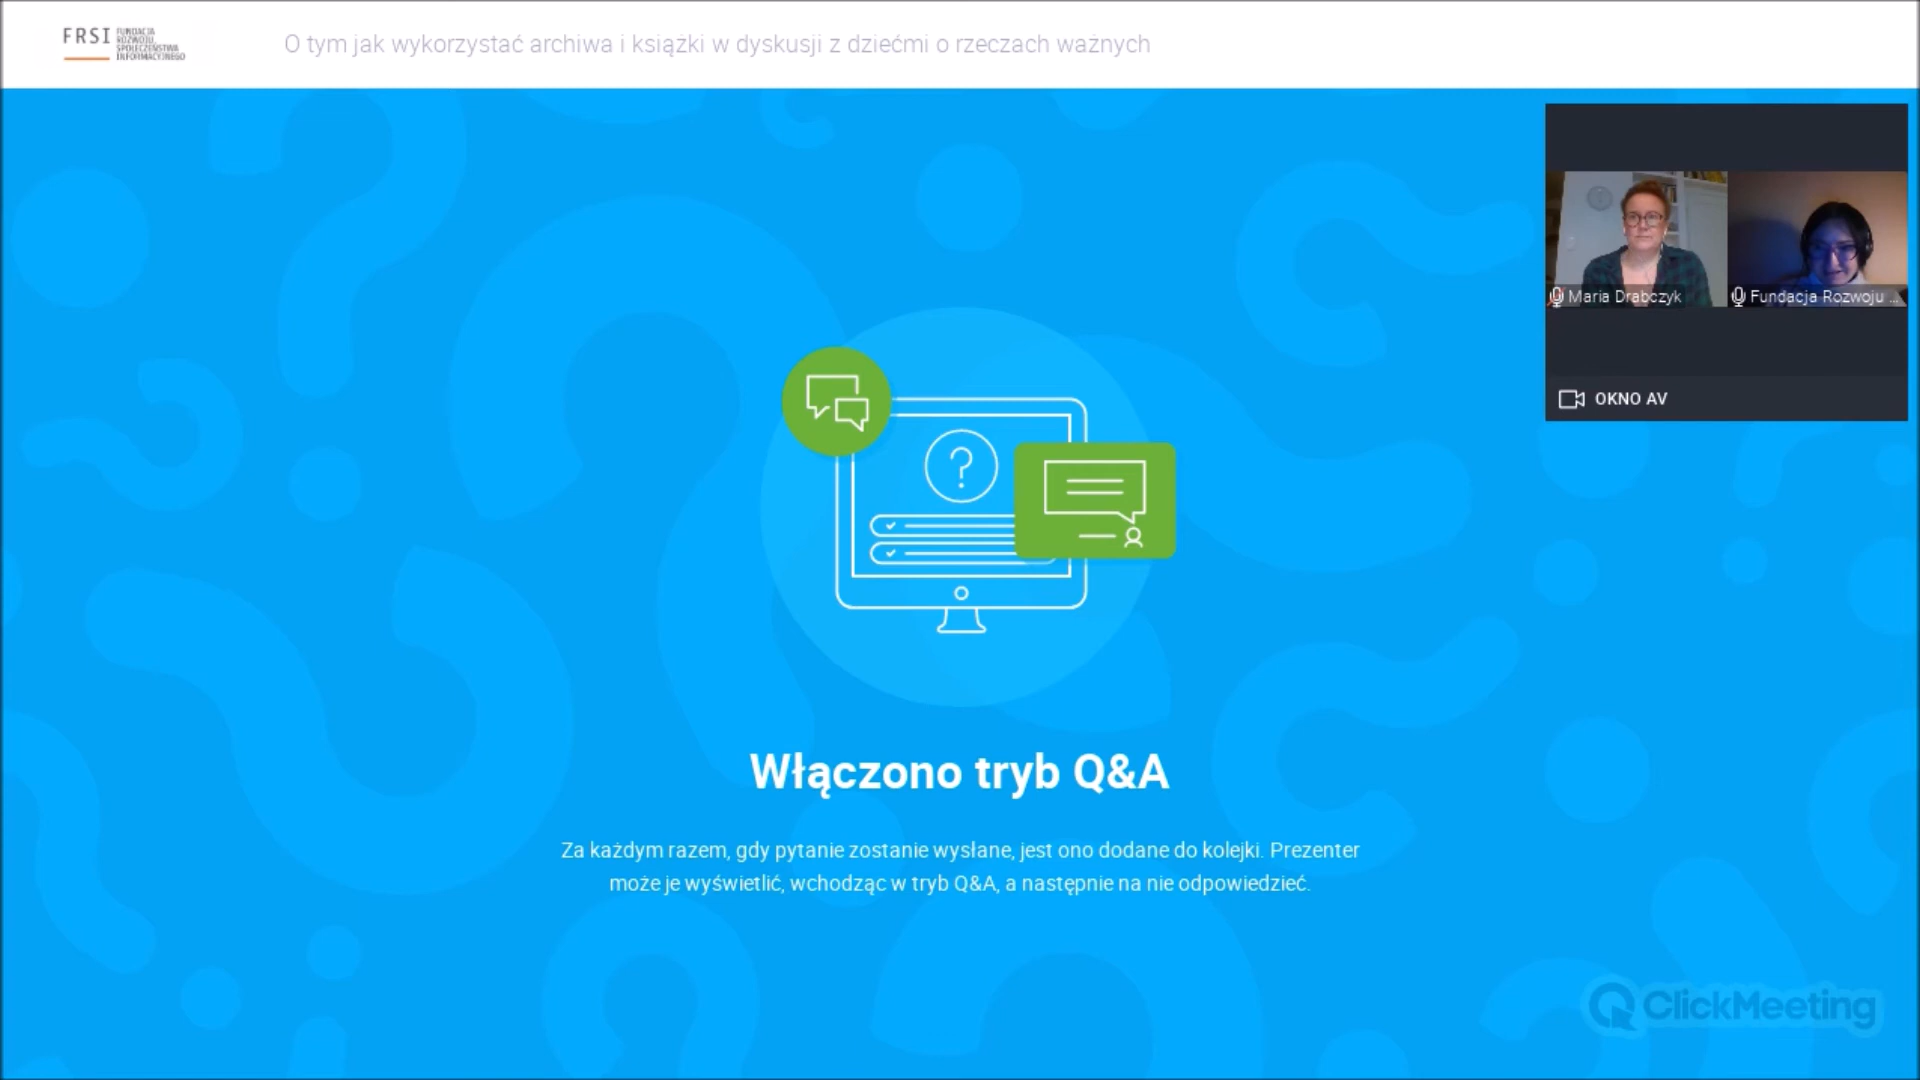 FRSI
FUNDACJA
ROZWOJU
SPOŁECZEŃSTWA
INFORMACYJNEGO
O tym jak wykorzystać archiwa i książki w dyskusji z dziećmi o rzeczach ważnych
Maria Drabczyk
Fundacja Rozwoju ...
OKNO AV
?
Włączono tryb Q&A
Za każdym razem, gdy pytanie zostanie wysłane, jest ono dodane do kolejki. Prezenter
może je wyświetlić, wchodząc w tryb Q&A, a następnie na nie odpowiedzieć.
ClickMeeting